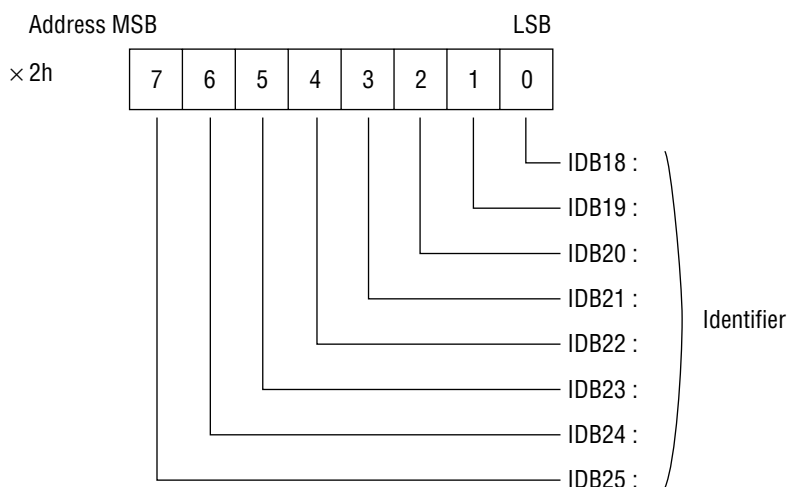 Address MSB LSB
× 2h 7 6 5 4 3 2 1 0
IDB18 :
IDB19 :
IDB20 :
IDB21 :
Identifier
IDB22 :
IDB23 :
IDB24 :
IDB25 :